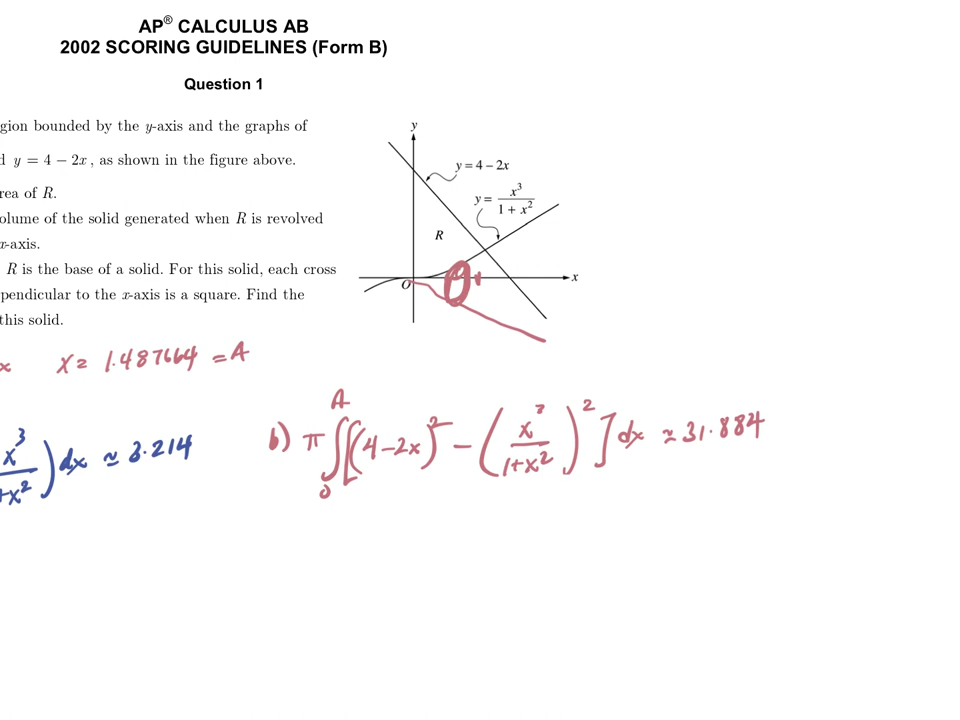 AP® CALCULUS AB
2002 SCORING GUIDELINES (Form B)
Question 1
gion bounded by the y-axis and the graphs of
d y = 4 − 2x, as shown in the figure above.
rea of R.
olume of the solid generated when R is revolved
x-axis.
R is the base of a solid. For this solid, each cross
pendicular to the x-axis is a square. Find the
this solid.
y
y = 4 − 2x
y = x³/(1 + x²)
R
O
x
x X = 1.487664 = A
x³/+x²) dx ≈ 3.214
b) π ∫₀ᴬ [(4−2x)² − (x³/(1+x²))²] dx ≈ 31.884